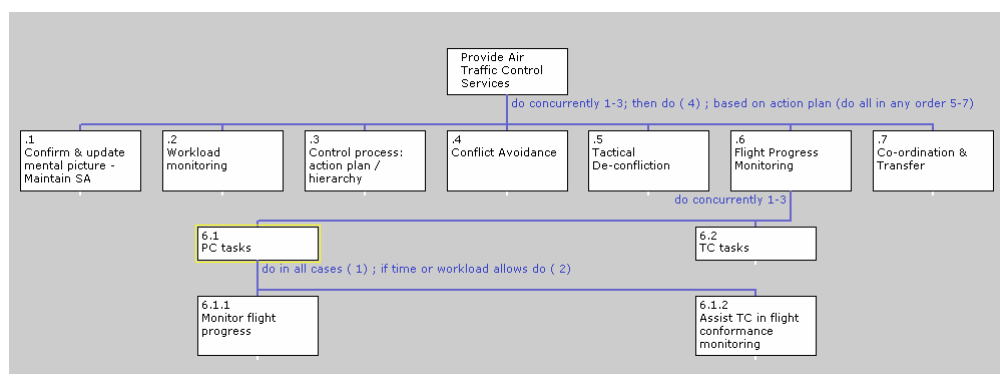 Provide Air
Traffic Control
Services
do concurrently 1-3; then do ( 4) ; based on action plan (do all in any order 5-7)
.1
Confirm & update
mental picture -
Maintain SA
.2
Workload
monitoring
.3
Control process:
action plan /
hierarchy
.4
Conflict Avoidance
.5
Tactical
De-confliction
.6
Flight Progress
Monitoring
.7
Co-ordination &
Transfer
do concurrently 1-3
6.1
PC tasks
6.2
TC tasks
do in all cases ( 1) ; if time or workload allows do ( 2)
6.1.1
Monitor flight
progress
6.1.2
Assist TC in flight
conformance
monitoring